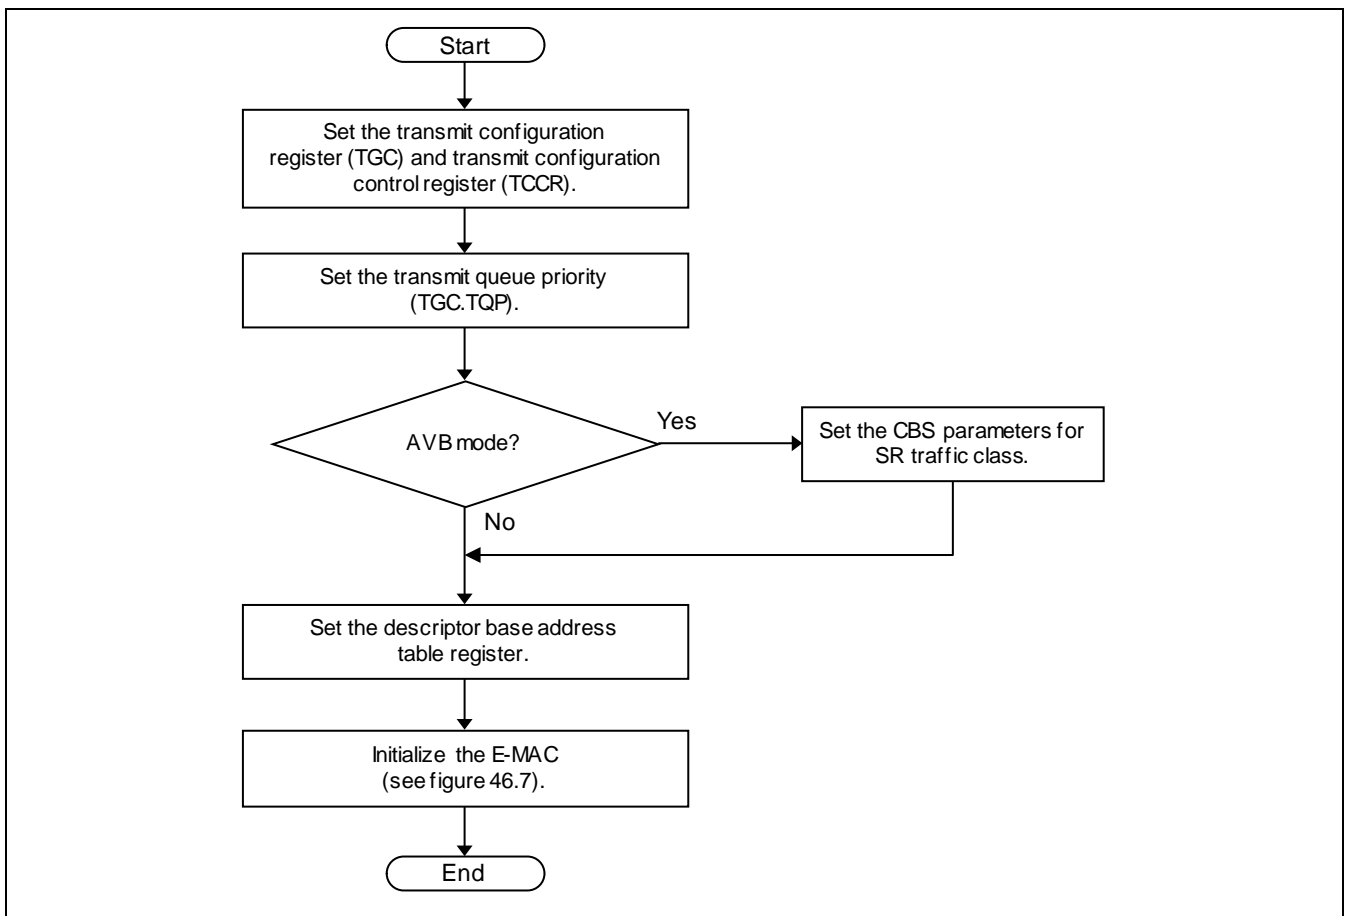 Start
Set the transmit configuration
register (TGC) and transmit configuration
control register (TCCR).
Set the transmit queue priority
(TGC.TQP).
AVB mode?
Yes
Set the CBS parameters for
SR traffic class.
No
Set the descriptor base address
table register.
Initialize the E-MAC
(see figure 46.7).
End